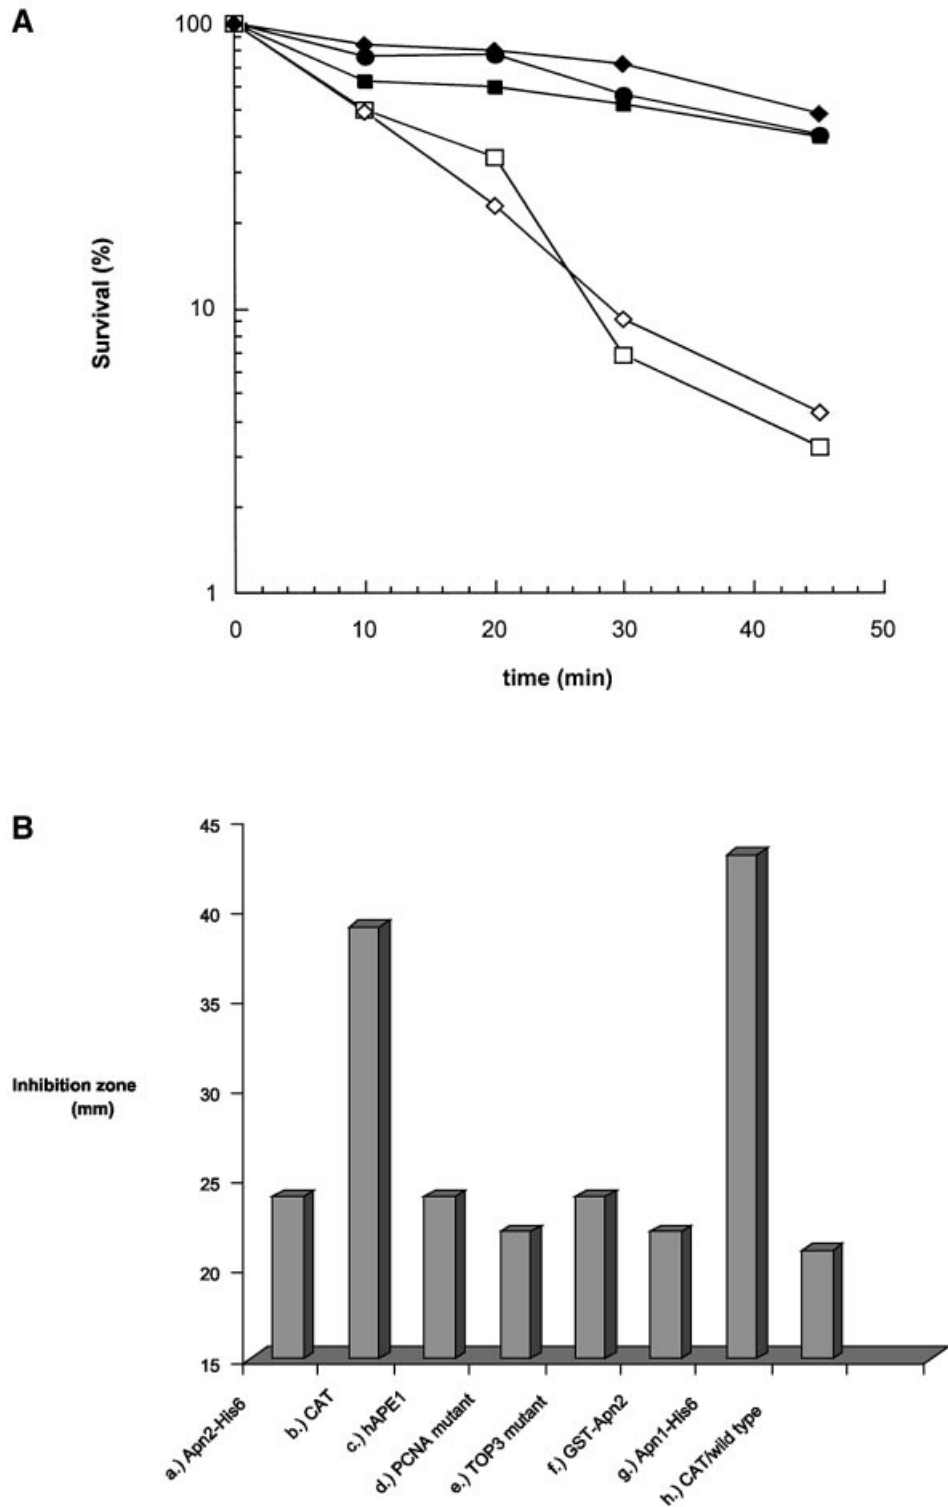 A
100
10
1
Survival (%)
0 10 20 30 40 50
time (min)
B
45
40
35
30
25
20
15
Inhibition zone
(mm)
a.) Apn2-His6
b.) CAT
c.) hAPE1
d.) PCNA mutant
e.) TOP3 mutant
f.) GST-Apn2
g.) Apn1-His6
h.) CAT/wild type